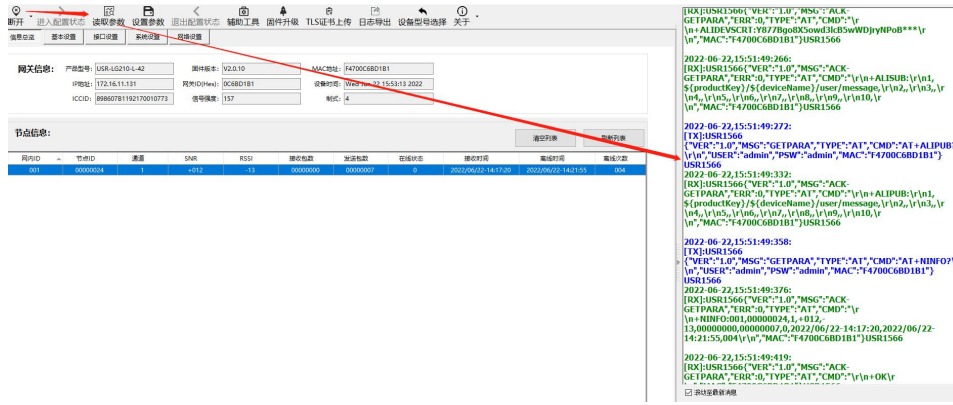 断开 进入配置状态 读取参数 设置参数 退出配置状态 辅助工具 固件升级 TLS证书上传 日志导出 设备型号选择 关于
信息总览 基本设置 接口设置 系统设置 网络设置
网关信息: 产品型号: USR-LG210-L-42 固件版本: V2.0.10 MAC地址: F4700C6BD1B1
IP地址: 172.16.11.131 网关ID(Hex): 0C6BD1B1 设备时间: Wed Jun 22 15:53:13 2022
ICCID: 898607B1192170010773 信号强度: 157 制式: 4
节点信息:
清空列表 刷新列表
网内ID 节点ID 通道 SNR RSSI 接收包数 发送包数 在线状态 接收时间 离线时间 离线次数
001 00000024 1 +012 -13 00000000 00000007 0 2022/06/22-14:17:20 2022/06/22-14:21:55 004
[RX]:USR1566{"VER":"1.0","MSG":"ACK-
GETPARA","ERR":0,"TYPE":"AT","CMD":"\r
\n+ALIDEVSCRT:Y877Bgo8X5owd3lcB5wWDjryNPoB***\r
\n","MAC":"F4700C6BD1B1"}USR1566
2022-06-22,15:51:49:266:
[RX]:USR1566{"VER":"1.0","MSG":"ACK-
GETPARA","ERR":0,"TYPE":"AT","CMD":"\r\n+ALISUB:\r\n1,
${productKey}/${deviceName}/user/message,\r\n2,,\r\n3,,\r
\n4,,\r\n5,,\r\n6,,\r\n7,,\r\n8,,\r\n9,,\r\n10,\r
\n","MAC":"F4700C6BD1B1"}USR1566
2022-06-22,15:51:49:272:
[TX]:USR1566
{"VER":"1.0","MSG":"GETPARA","TYPE":"AT","CMD":"AT+ALIPUB?
\r\n","USER":"admin","PSW":"admin","MAC":"F4700C6BD1B1"}
USR1566
2022-06-22,15:51:49:332:
[RX]:USR1566{"VER":"1.0","MSG":"ACK-
GETPARA","ERR":0,"TYPE":"AT","CMD":"\r\n+ALIPUB:\r\n1,
${productKey}/${deviceName}/user/message,\r\n2,,\r\n3,,\r
\n4,,\r\n5,,\r\n6,,\r\n7,,\r\n8,,\r\n9,,\r\n10,\r
\n","MAC":"F4700C6BD1B1"}USR1566
2022-06-22,15:51:49:358:
[TX]:USR1566
{"VER":"1.0","MSG":"GETPARA","TYPE":"AT","CMD":"AT+NINFO?\
\n","USER":"admin","PSW":"admin","MAC":"F4700C6BD1B1"}
USR1566
2022-06-22,15:51:49:376:
[RX]:USR1566{"VER":"1.0","MSG":"ACK-
GETPARA","ERR":0,"TYPE":"AT","CMD":"\r
\n+NINFO:001,00000024,1,+012,-
13,00000000,00000007,0,2022/06/22-14:17:20,2022/06/22-
14:21:55,004\r\n","MAC":"F4700C6BD1B1"}USR1566
2022-06-22,15:51:49:419:
[RX]:USR1566{"VER":"1.0","MSG":"ACK-
GETPARA","ERR":0,"TYPE":"AT","CMD":"\r\n+OK\r
滚动至最新消息